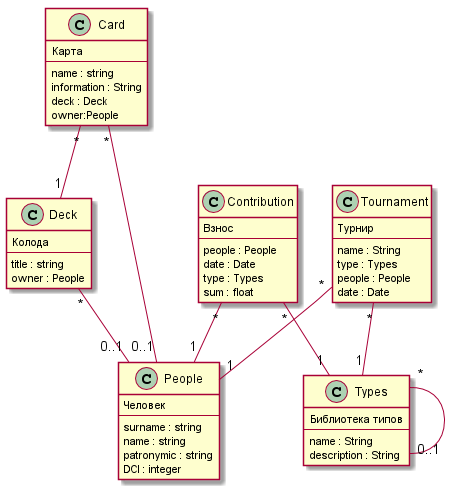 C Card
Карта
name : string
information : String
deck : Deck
owner:People
*
*
1
C Deck
Колода
title : string
owner : People
C Contribution
Взнос
people : People
date : Date
type : Types
sum : float
C Tournament
Турнир
name : String
type : Types
people : People
date : Date
*
*
*
*
*
0..1
0..1
1
1
1
1
C People
Человек
surname : string
name : string
patronymic : string
DCI : integer
C Types
Библиотека типов
name : String
description : String
*
0..1